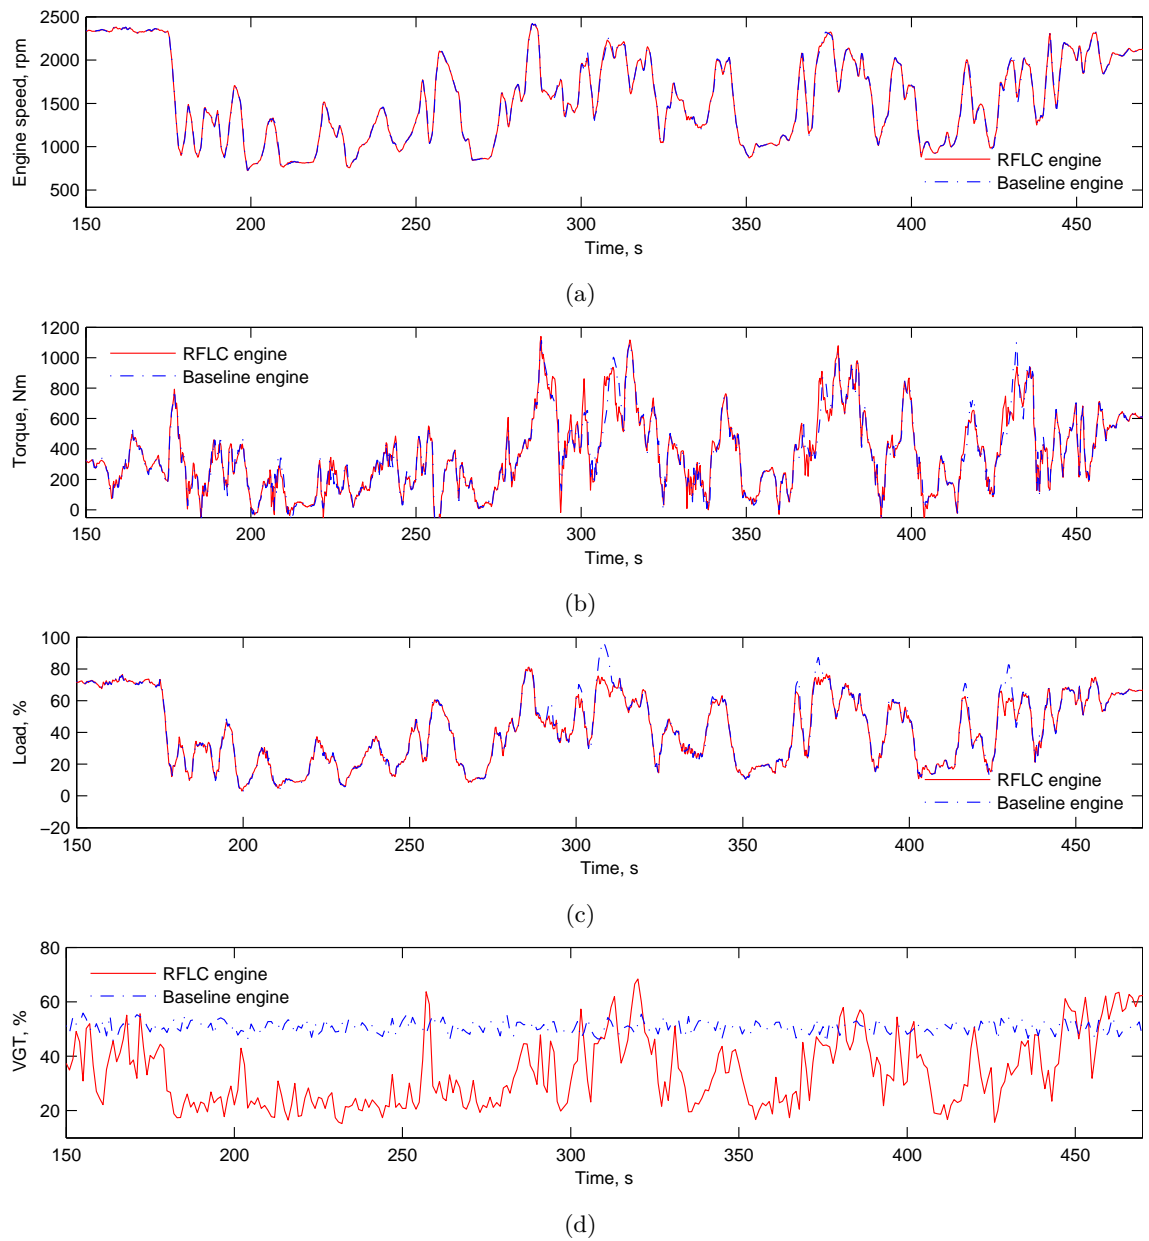 2500
2000
1500
1000
500
Engine speed, rpm
RFLC engine
Baseline engine
150 200 250 300 350 400 450
Time, s
(a)
1200
1000
800
600
400
200
0
Torque, Nm
RFLC engine
Baseline engine
150 200 250 300 350 400 450
Time, s
(b)
100
80
60
40
20
0
−20
Load, %
RFLC engine
Baseline engine
150 200 250 300 350 400 450
Time, s
(c)
80
60
40
20
VGT, %
RFLC engine
Baseline engine
150 200 250 300 350 400 450
Time, s
(d)